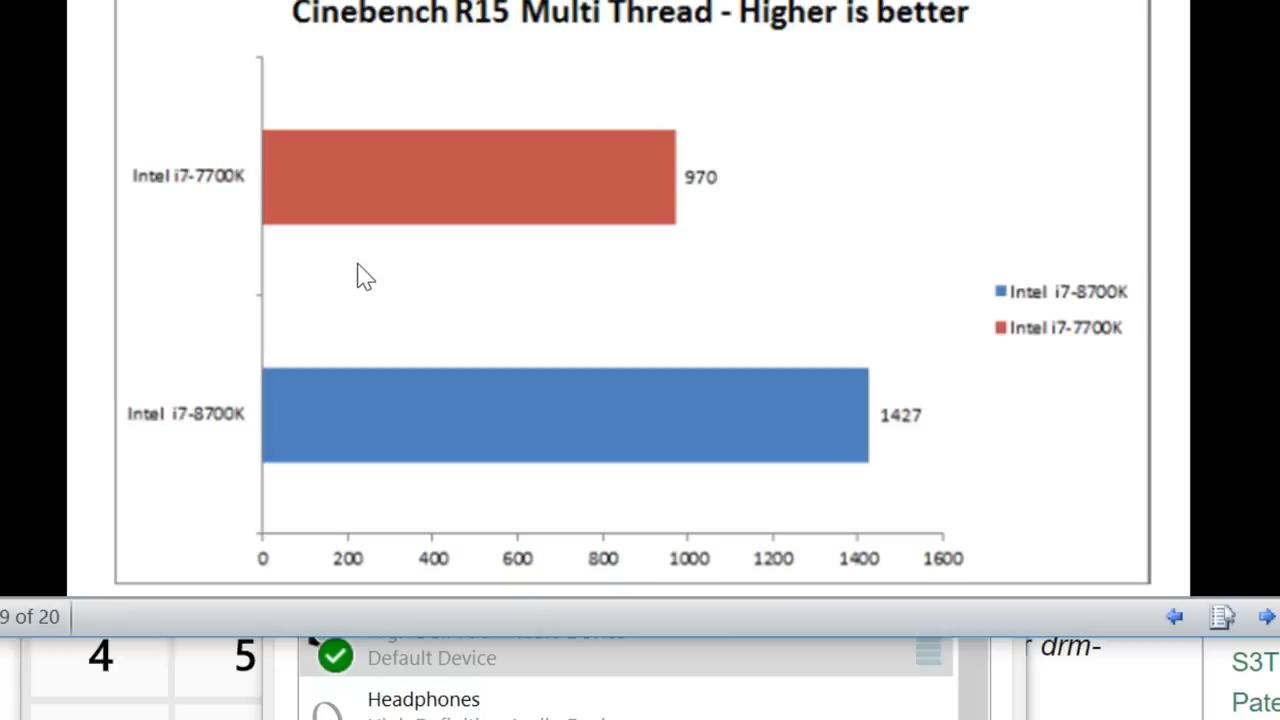 Cinebench R15 Multi Thread - Higher is better
Intel i7-7700K
970
Intel i7-8700K
Intel i7-7700K
Intel i7-8700K
1427
0 200 400 600 800 1000 1200 1400 1600
9 of 20
4 5
Default Device
drm-
S3T
Headphones
Pate